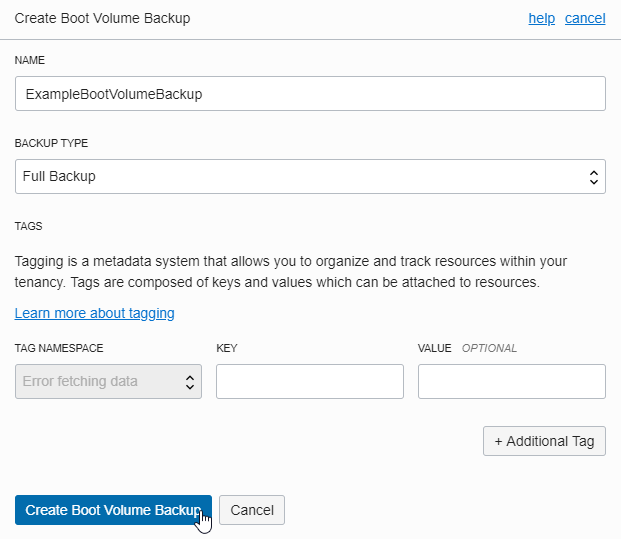 Create Boot Volume Backup help cancel
NAME
ExampleBootVolumeBackup
BACKUP TYPE
Full Backup
TAGS
Tagging is a metadata system that allows you to organize and track resources within your
tenancy. Tags are composed of keys and values which can be attached to resources.
Learn more about tagging
TAG NAMESPACE KEY VALUE OPTIONAL
Error fetching data
+ Additional Tag
Create Boot Volume Backup Cancel